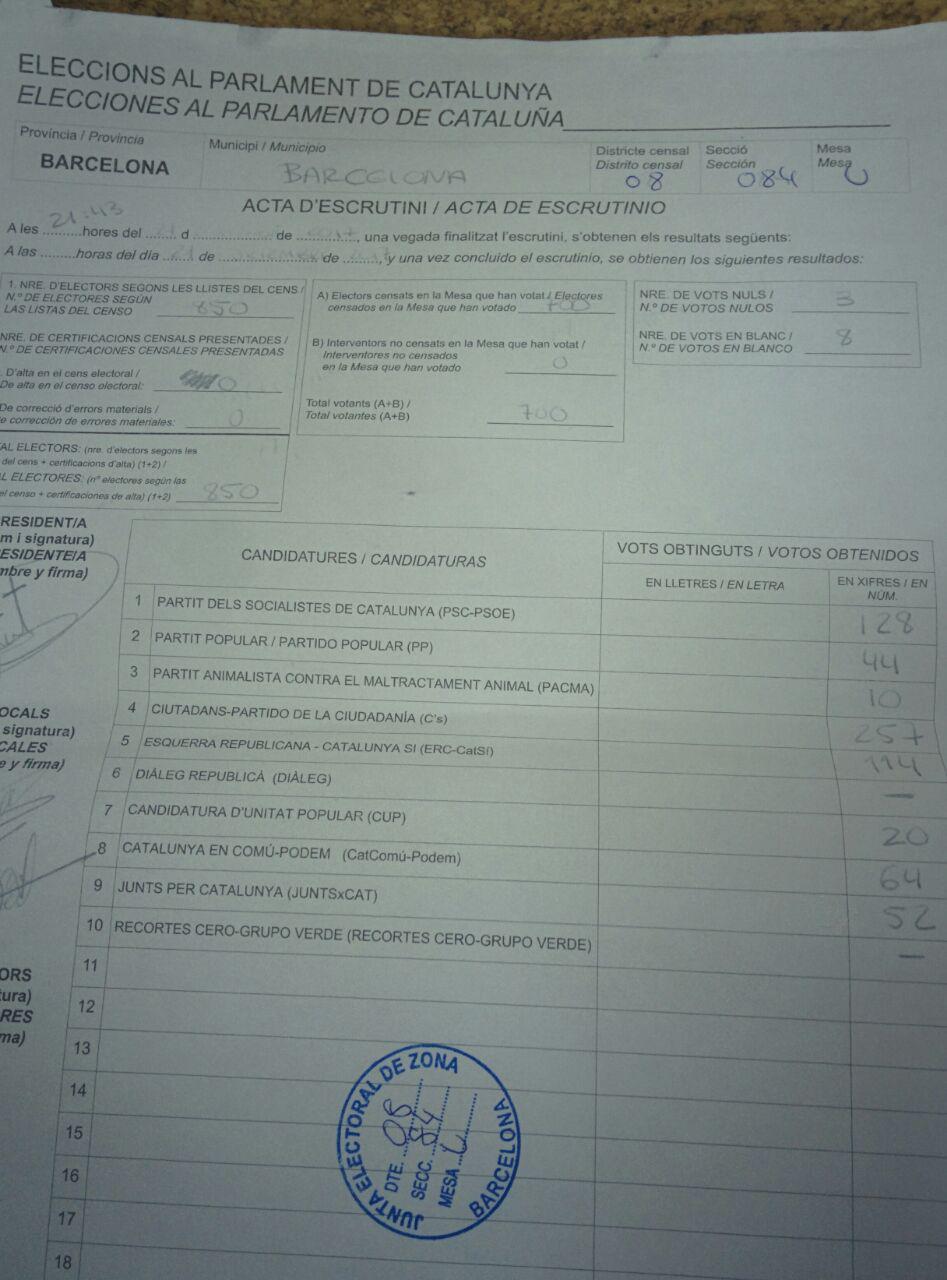 ELECCIONS AL PARLAMENT DE CATALUNYA
ELECCIONES AL PARLAMENTO DE CATALUÑA
Província / Provincia
BARCELONA
Municipi / Municipio
BARCELONA
Districte censal
Distrito censal
08
Secció
Sección
084
Mesa
Mesa
U
ACTA D'ESCRUTINI / ACTA DE ESCRUTINIO
21:43
A les ..........hores del ........ d .................... de ............, una vegada finalitzat l'escrutini, s'obtenen els resultats següents:
A las .........horas del día ....... de ........................ de ........, y una vez concluido el escrutinio, se obtienen los siguientes resultados:
1. NRE. D'ELECTORS SEGONS LES LLISTES DEL CENS /
N.º DE ELECTORES SEGÚN
LAS LISTAS DEL CENSO 850
NRE. DE CERTIFICACIONS CENSALS PRESENTADES /
N.º DE CERTIFICACIONES CENSALES PRESENTADAS
D'alta en el cens electoral /
De alta en el censo electoral: 0
De correcció d'errors materials /
e corrección de errores materiales: 0
AL ELECTORS: (nre. d'electors segons les
del cens + certificacions d'alta) (1+2) /
L ELECTORES: (nº electores según las
el censo + certificaciones de alta) (1+2) 850
A) Electors censats en la Mesa que han votat / Electores
censados en la Mesa que han votado 700
B) Interventors no censats en la Mesa que han votat /
Interventores no censados
en la Mesa que han votado 0
Total votants (A+B) /
Total votantes (A+B) 700
NRE. DE VOTS NULS /
N.º DE VOTOS NULOS 3
NRE. DE VOTS EN BLANC /
N.º DE VOTOS EN BLANCO 8
RESIDENT/A
m i signatura)
ESIDENTE/A
mbre y firma)
OCALS
signatura)
CALES
e y firma)
ORS
tura)
RES
ma)
CANDIDATURES / CANDIDATURAS
VOTS OBTINGUTS / VOTOS OBTENIDOS
EN LLETRES / EN LETRA
EN XIFRES / EN
NÚM.
1 PARTIT DELS SOCIALISTES DE CATALUNYA (PSC-PSOE) 128
2 PARTIT POPULAR / PARTIDO POPULAR (PP) 44
3 PARTIT ANIMALISTA CONTRA EL MALTRACTAMENT ANIMAL (PACMA) 10
4 CIUTADANS-PARTIDO DE LA CIUDADANÍA (C's) 257
5 ESQUERRA REPUBLICANA - CATALUNYA SI (ERC-CatSí) 114
6 DIÀLEG REPUBLICÀ (DIÀLEG) —
7 CANDIDATURA D'UNITAT POPULAR (CUP) 20
8 CATALUNYA EN COMÚ-PODEM (CatComú-Podem) 64
9 JUNTS PER CATALUNYA (JUNTSxCAT) 52
10 RECORTES CERO-GRUPO VERDE (RECORTES CERO-GRUPO VERDE) —
11
12
13
14
15
16
17
18
JUNTA ELECTORAL DE ZONA
BARCELONA
DTE. 08
SECC. 84
MESA U